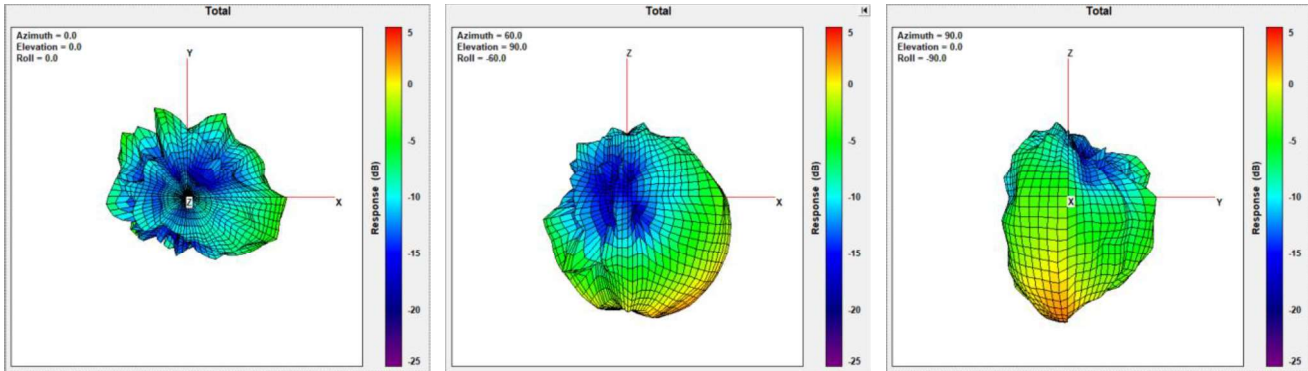 Total
Azimuth = 0.0
Elevation = 0.0
Roll = 0.0
Y
Z
X
Response (dB)
5
0
-5
-10
-15
-20
-25
Total
Azimuth = 60.0
Elevation = 90.0
Roll = -60.0
Z
X
Response (dB)
5
0
-5
-10
-15
-20
-25
Total
Azimuth = 90.0
Elevation = 0.0
Roll = -90.0
Z
X
Y
Response (dB)
5
0
-5
-10
-15
-20
-25